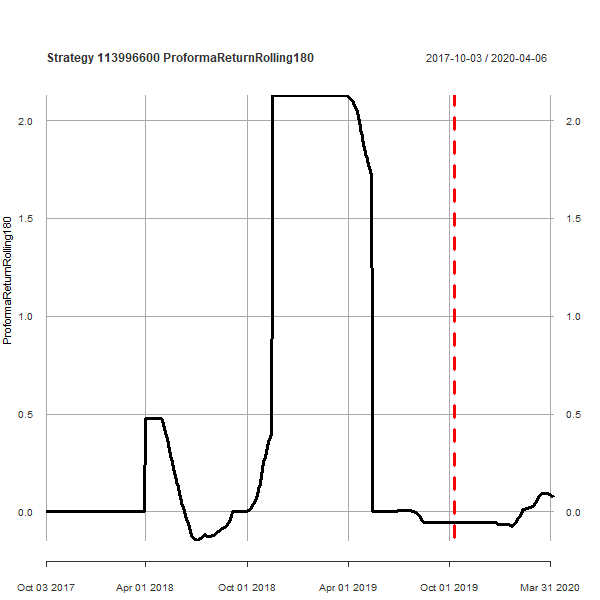 Strategy 113996600 ProformaReturnRolling180 2017-10-03 / 2020-04-06
ProformaReturnRolling180
2.0 2.0
1.5 1.5
1.0 1.0
0.5 0.5
0.0 0.0
Oct 03 2017 Apr 01 2018 Oct 01 2018 Apr 01 2019 Oct 01 2019 Mar 31 2020